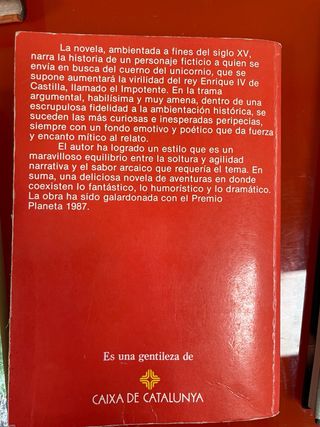 La novela, ambientada a fines del siglo XV,
narra la historia de un personaje ficticio a quien se
envía en busca del cuerno del unicornio, que se
supone aumentará la virilidad del rey Enrique IV de
Castilla, llamado el Impotente. En la trama
argumental, habilísima y muy amena, dentro de una
escrupulosa fidelidad a la ambientación histórica, se
suceden las más curiosas e inesperadas peripecias,
siempre con un fondo emotivo y poético que da fuerza
y encanto mítico al relato.
El autor ha logrado un estilo que es un
maravilloso equilibrio entre la soltura y agilidad
narrativa y el sabor arcaico que requería el tema. En
suma, una deliciosa novela de aventuras en donde
coexisten lo fantástico, lo humorístico y lo dramático.
La obra ha sido galardonada con el Premio
Planeta 1987.
Es una gentileza de
CAIXA DE CATALUNYA